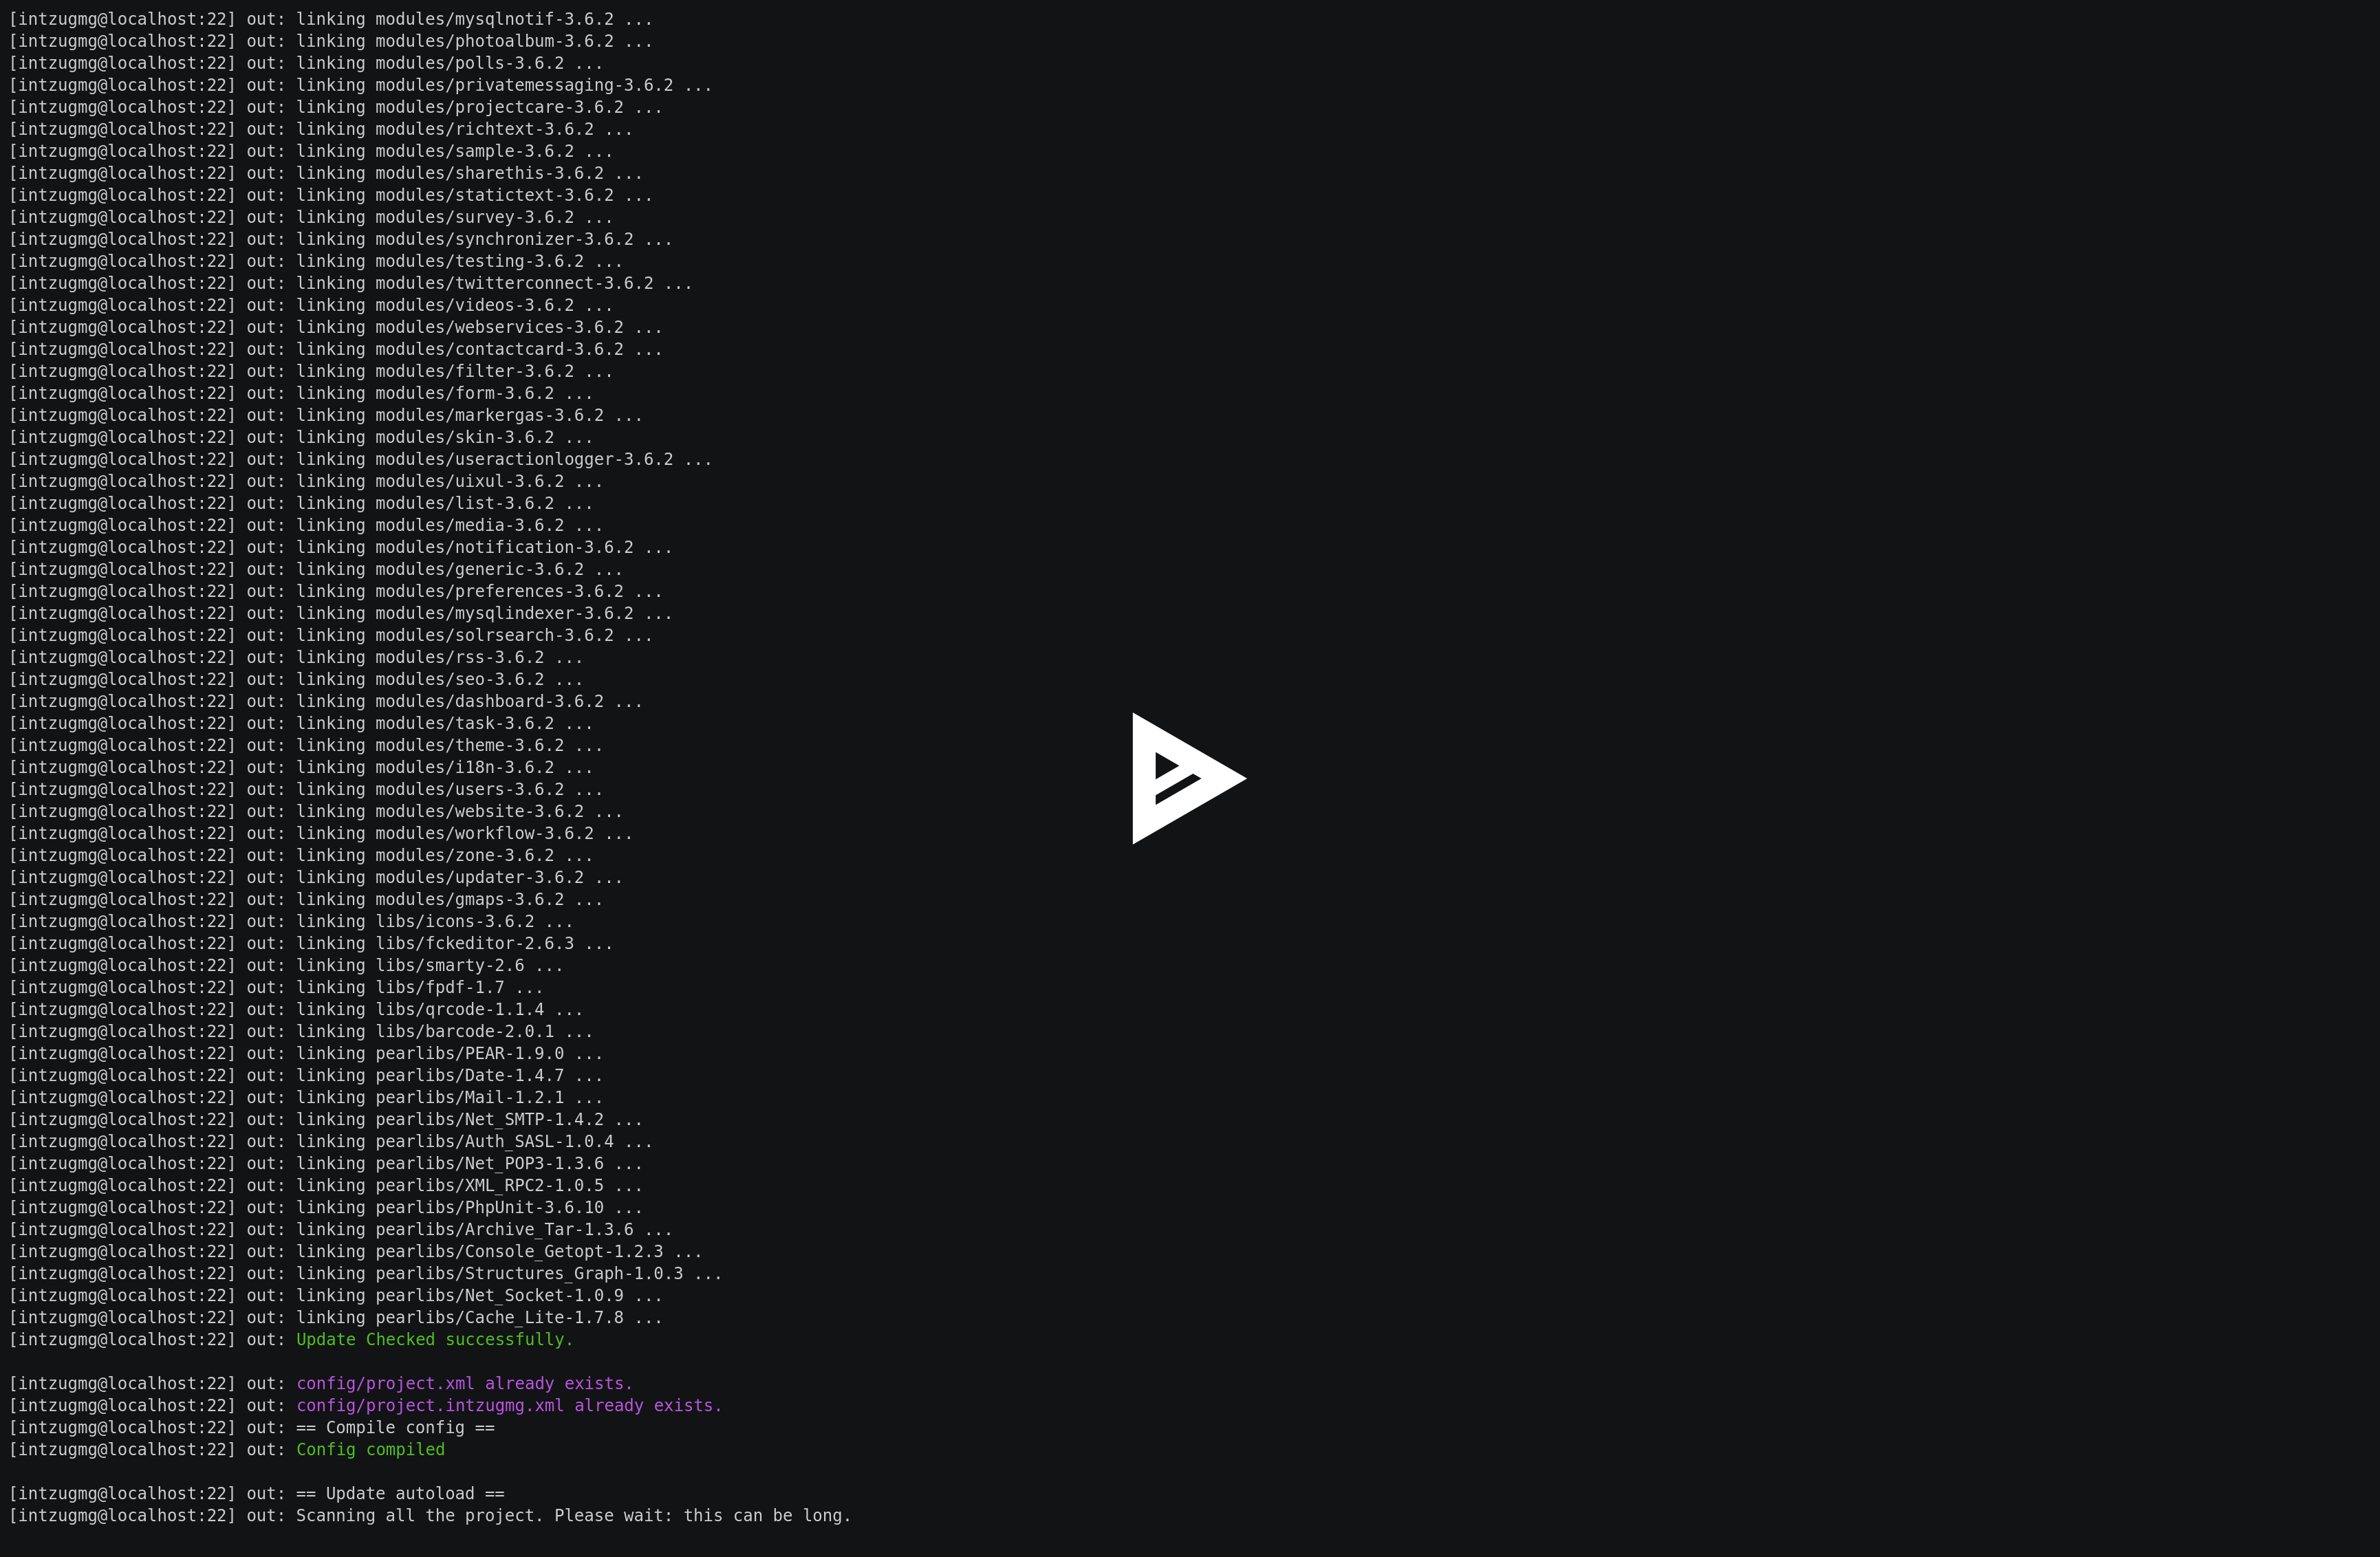 [intzugmg@localhost:22] out: linking modules/mysqlnotif-3.6.2 ...
[intzugmg@localhost:22] out: linking modules/photoalbum-3.6.2 ...
[intzugmg@localhost:22] out: linking modules/polls-3.6.2 ...
[intzugmg@localhost:22] out: linking modules/privatemessaging-3.6.2 ...
[intzugmg@localhost:22] out: linking modules/projectcare-3.6.2 ...
[intzugmg@localhost:22] out: linking modules/richtext-3.6.2 ...
[intzugmg@localhost:22] out: linking modules/sample-3.6.2 ...
[intzugmg@localhost:22] out: linking modules/sharethis-3.6.2 ...
[intzugmg@localhost:22] out: linking modules/statictext-3.6.2 ...
[intzugmg@localhost:22] out: linking modules/survey-3.6.2 ...
[intzugmg@localhost:22] out: linking modules/synchronizer-3.6.2 ...
[intzugmg@localhost:22] out: linking modules/testing-3.6.2 ...
[intzugmg@localhost:22] out: linking modules/twitterconnect-3.6.2 ...
[intzugmg@localhost:22] out: linking modules/videos-3.6.2 ...
[intzugmg@localhost:22] out: linking modules/webservices-3.6.2 ...
[intzugmg@localhost:22] out: linking modules/contactcard-3.6.2 ...
[intzugmg@localhost:22] out: linking modules/filter-3.6.2 ...
[intzugmg@localhost:22] out: linking modules/form-3.6.2 ...
[intzugmg@localhost:22] out: linking modules/markergas-3.6.2 ...
[intzugmg@localhost:22] out: linking modules/skin-3.6.2 ...
[intzugmg@localhost:22] out: linking modules/useractionlogger-3.6.2 ...
[intzugmg@localhost:22] out: linking modules/uixul-3.6.2 ...
[intzugmg@localhost:22] out: linking modules/list-3.6.2 ...
[intzugmg@localhost:22] out: linking modules/media-3.6.2 ...
[intzugmg@localhost:22] out: linking modules/notification-3.6.2 ...
[intzugmg@localhost:22] out: linking modules/generic-3.6.2 ...
[intzugmg@localhost:22] out: linking modules/preferences-3.6.2 ...
[intzugmg@localhost:22] out: linking modules/mysqlindexer-3.6.2 ...
[intzugmg@localhost:22] out: linking modules/solrsearch-3.6.2 ...
[intzugmg@localhost:22] out: linking modules/rss-3.6.2 ...
[intzugmg@localhost:22] out: linking modules/seo-3.6.2 ...
[intzugmg@localhost:22] out: linking modules/dashboard-3.6.2 ...
[intzugmg@localhost:22] out: linking modules/task-3.6.2 ...
[intzugmg@localhost:22] out: linking modules/theme-3.6.2 ...
[intzugmg@localhost:22] out: linking modules/i18n-3.6.2 ...
[intzugmg@localhost:22] out: linking modules/users-3.6.2 ...
[intzugmg@localhost:22] out: linking modules/website-3.6.2 ...
[intzugmg@localhost:22] out: linking modules/workflow-3.6.2 ...
[intzugmg@localhost:22] out: linking modules/zone-3.6.2 ...
[intzugmg@localhost:22] out: linking modules/updater-3.6.2 ...
[intzugmg@localhost:22] out: linking modules/gmaps-3.6.2 ...
[intzugmg@localhost:22] out: linking libs/icons-3.6.2 ...
[intzugmg@localhost:22] out: linking libs/fckeditor-2.6.3 ...
[intzugmg@localhost:22] out: linking libs/smarty-2.6 ...
[intzugmg@localhost:22] out: linking libs/fpdf-1.7 ...
[intzugmg@localhost:22] out: linking libs/qrcode-1.1.4 ...
[intzugmg@localhost:22] out: linking libs/barcode-2.0.1 ...
[intzugmg@localhost:22] out: linking pearlibs/PEAR-1.9.0 ...
[intzugmg@localhost:22] out: linking pearlibs/Date-1.4.7 ...
[intzugmg@localhost:22] out: linking pearlibs/Mail-1.2.1 ...
[intzugmg@localhost:22] out: linking pearlibs/Net_SMTP-1.4.2 ...
[intzugmg@localhost:22] out: linking pearlibs/Auth_SASL-1.0.4 ...
[intzugmg@localhost:22] out: linking pearlibs/Net_POP3-1.3.6 ...
[intzugmg@localhost:22] out: linking pearlibs/XML_RPC2-1.0.5 ...
[intzugmg@localhost:22] out: linking pearlibs/PhpUnit-3.6.10 ...
[intzugmg@localhost:22] out: linking pearlibs/Archive_Tar-1.3.6 ...
[intzugmg@localhost:22] out: linking pearlibs/Console_Getopt-1.2.3 ...
[intzugmg@localhost:22] out: linking pearlibs/Structures_Graph-1.0.3 ...
[intzugmg@localhost:22] out: linking pearlibs/Net_Socket-1.0.9 ...
[intzugmg@localhost:22] out: linking pearlibs/Cache_Lite-1.7.8 ...
[intzugmg@localhost:22] out: Update Checked successfully.
[intzugmg@localhost:22] out: config/project.xml already exists.
[intzugmg@localhost:22] out: config/project.intzugmg.xml already exists.
[intzugmg@localhost:22] out: == Compile config ==
[intzugmg@localhost:22] out: Config compiled
[intzugmg@localhost:22] out: == Update autoload ==
[intzugmg@localhost:22] out: Scanning all the project. Please wait: this can be long.